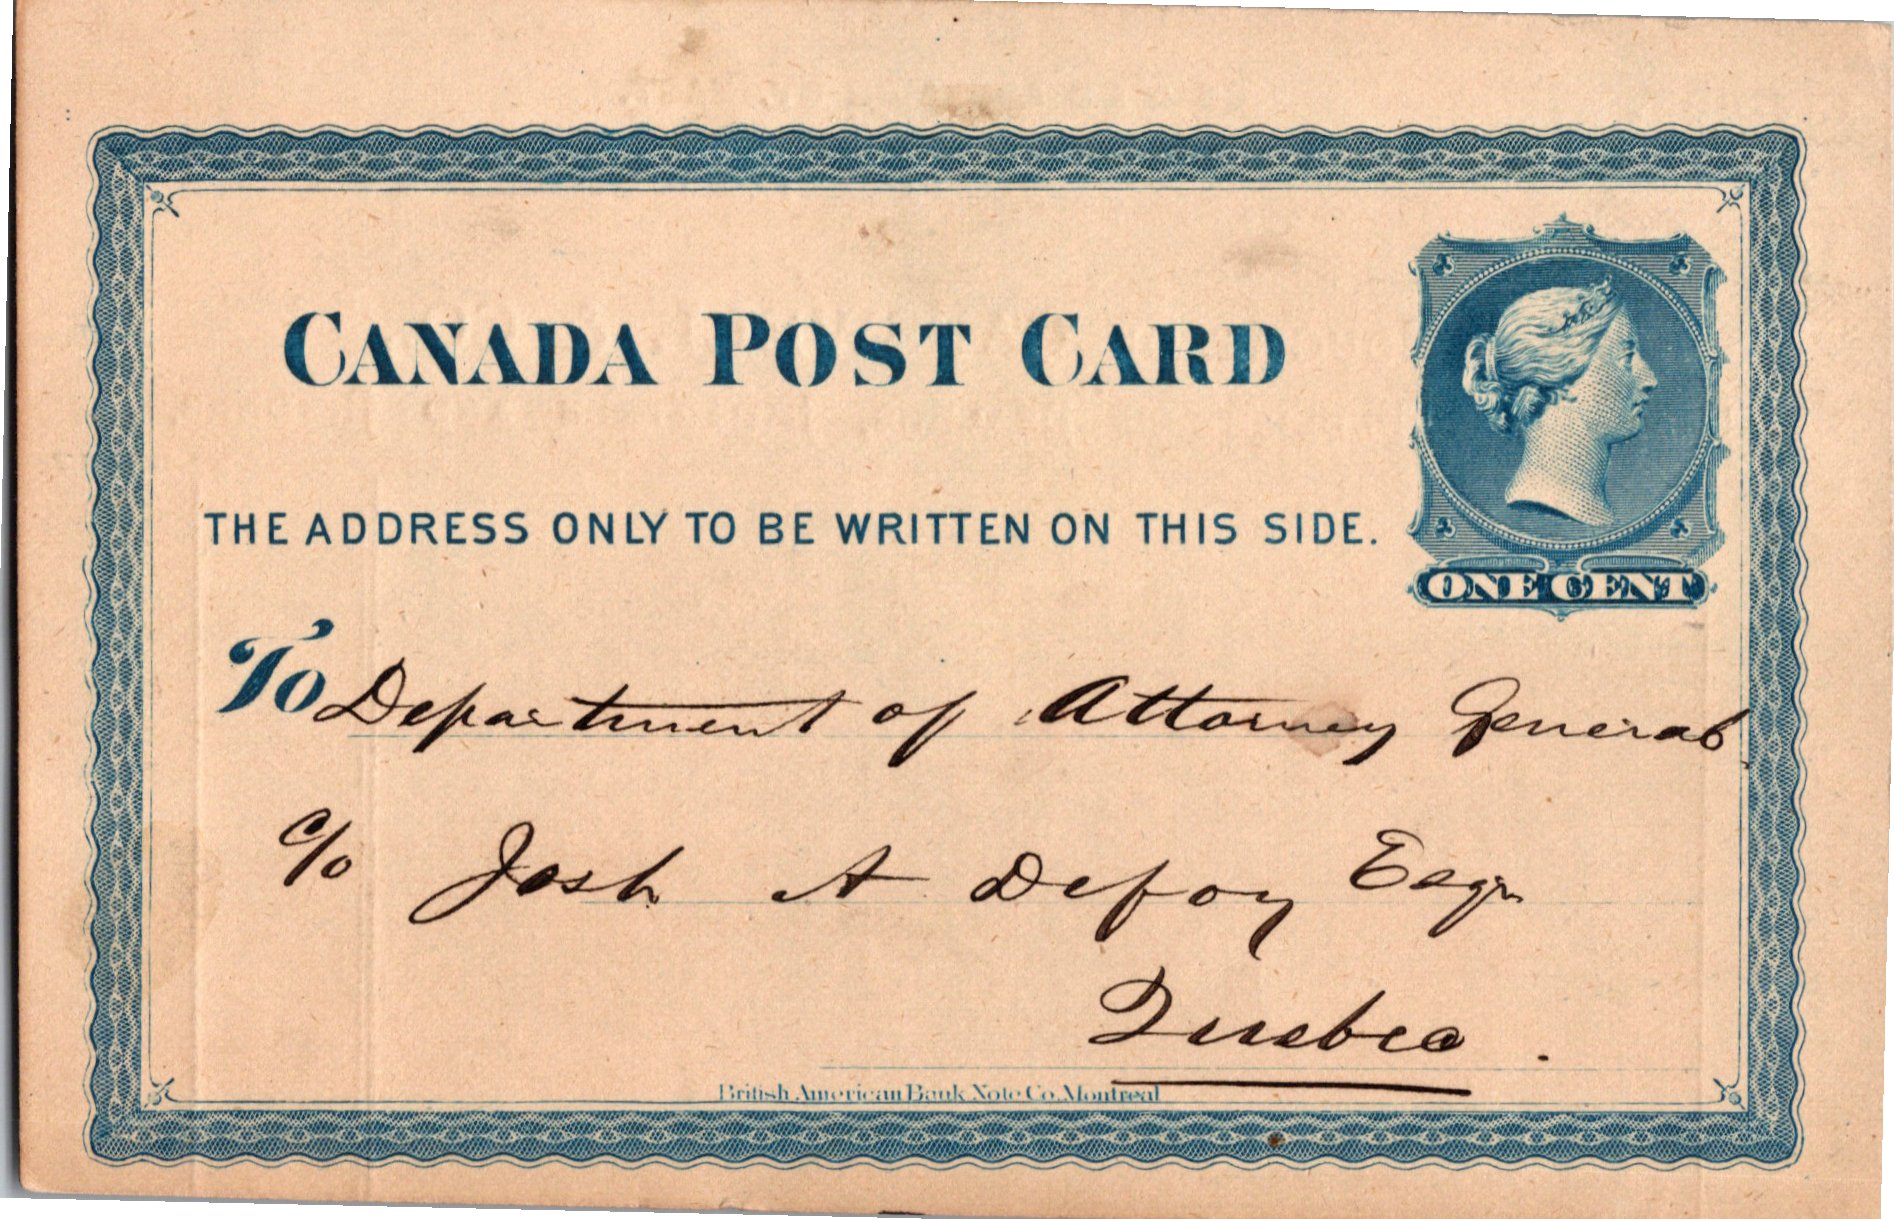 CANADA POST CARD
THE ADDRESS ONLY TO BE WRITTEN ON THIS SIDE.
ONE CENT
To Department of Attorney General
c/o Josh A Defoy Esqr
Quebec.
British American Bank Note Co. Montreal